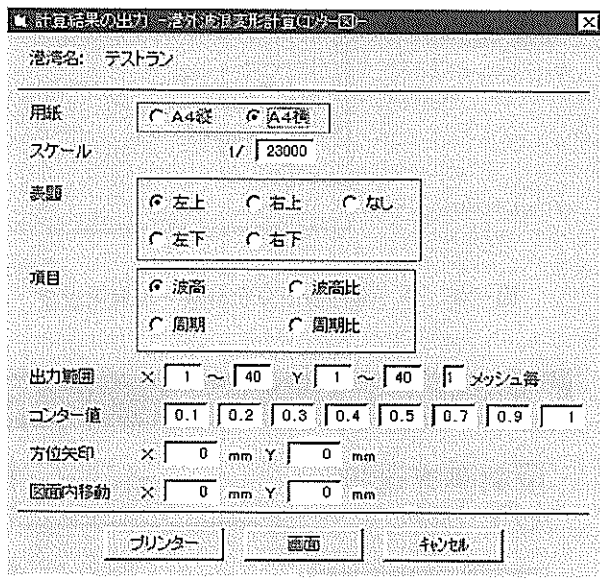 計算結果の出力 -港外波浪変形計算(コンター図)-
港湾名: テストラン
用紙 A4縦 A4横
スケール 1/ 23000
表題 左上 右上 なし
左下 右下
項目 波高 波高比
周期 周期比
出力範囲 X 1 ~ 40 Y 1 ~ 40 メッシュ毎
コンター値 0.1 0.2 0.3 0.4 0.5 0.7 0.9 1
方位矢印 X 0 mm Y 0 mm
図面内移動 X 0 mm Y 0 mm
プリンター 画面 キャンセル